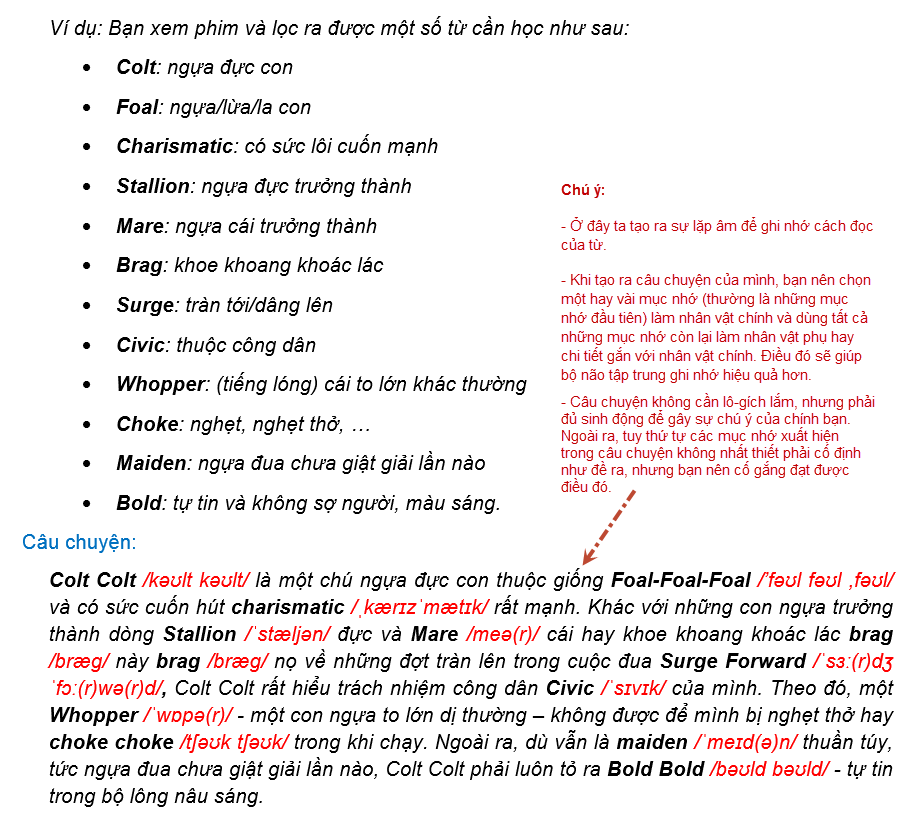 Ví dụ: Bạn xem phim và lọc ra được một số từ cần học như sau:
• Colt: ngựa đực con
• Foal: ngựa/lừa/la con
• Charismatic: có sức lôi cuốn mạnh
• Stallion: ngựa đực trưởng thành
• Mare: ngựa cái trưởng thành
• Brag: khoe khoang khoác lác
• Surge: tràn tới/dâng lên
• Civic: thuộc công dân
• Whopper: (tiếng lóng) cái to lớn khác thường
• Choke: nghẹt, nghẹt thở, …
• Maiden: ngựa đua chưa giật giải lần nào
• Bold: tự tin và không sợ người, màu sáng.
Chú ý:
- Ở đây ta tạo ra sự lặp âm để ghi nhớ cách đọc
của từ.
- Khi tạo ra câu chuyện của mình, bạn nên chọn
một hay vài mục nhớ (thường là những mục
nhớ đầu tiên) làm nhân vật chính và dùng tất cả
những mục nhớ còn lại làm nhân vật phụ hay
chi tiết gắn với nhân vật chính. Điều đó sẽ giúp
bộ não tập trung ghi nhớ hiệu quả hơn.
- Câu chuyện không cần lô-gích lắm, nhưng phải
đủ sinh động để gây sự chú ý của chính bạn.
Ngoài ra, tuy thứ tự các mục nhớ xuất hiện
trong câu chuyện không nhất thiết phải cố định
như đề ra, nhưng bạn nên cố gắng đạt được
điều đó.
Câu chuyện:
Colt Colt /kəʊlt kəʊlt/ là một chú ngựa đực con thuộc giống Foal-Foal-Foal /'fəʊl fəʊl ,fəʊl/
và có sức cuốn hút charismatic /ˌkærɪzˈmætɪk/ rất mạnh. Khác với những con ngựa trưởng
thành dòng Stallion /ˈstæljən/ đực và Mare /meə(r)/ cái hay khoe khoang khoác lác brag
/bræg/ này brag /bræg/ nọ về những đợt tràn lên trong cuộc đua Surge Forward /ˈsɜː(r)dʒ
ˈfɔː(r)wə(r)d/, Colt Colt rất hiểu trách nhiệm công dân Civic /ˈsɪvɪk/ của mình. Theo đó, một
Whopper /ˈwɒpə(r)/ - một con ngựa to lớn dị thường – không được để mình bị nghẹt thở hay
choke choke /tʃəʊk tʃəʊk/ trong khi chạy. Ngoài ra, dù vẫn là maiden /ˈmeɪd(ə)n/ thuần túy,
tức ngựa đua chưa giật giải lần nào, Colt Colt phải luôn tỏ ra Bold Bold /bəʊld bəʊld/ - tự tin
trong bộ lông nâu sáng.